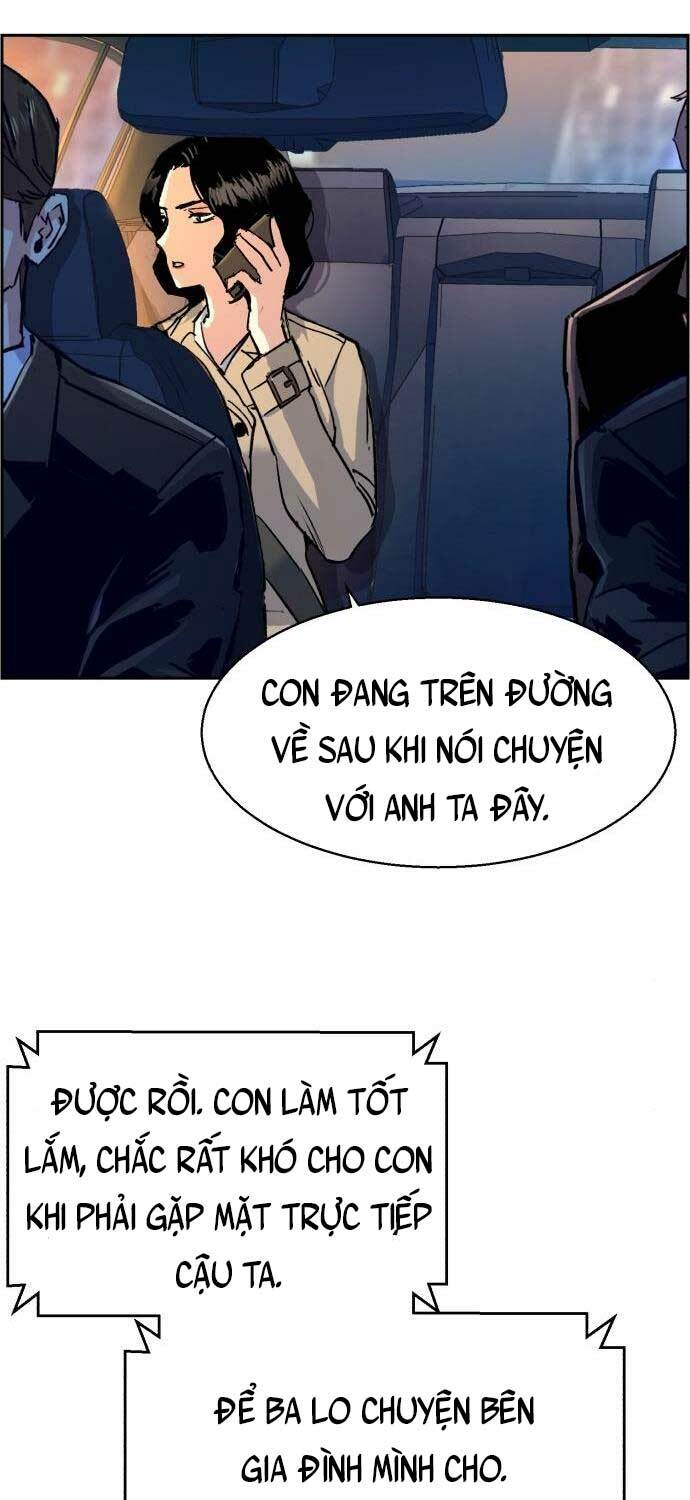 CON ĐANG TRÊN ĐƯỜNG
VỀ SAU KHI NÓI CHUYỆN
VỚI ANH TA ĐÂY.
ĐƯỢC RỒI. CON LÀM TỐT
LẮM, CHẮC RẤT KHÓ CHO CON
KHI PHẢI GẶP MẶT TRỰC TIẾP
CẬU TA.
ĐỂ BA LO CHUYỆN BÊN
GIA ĐÌNH MÌNH CHO.